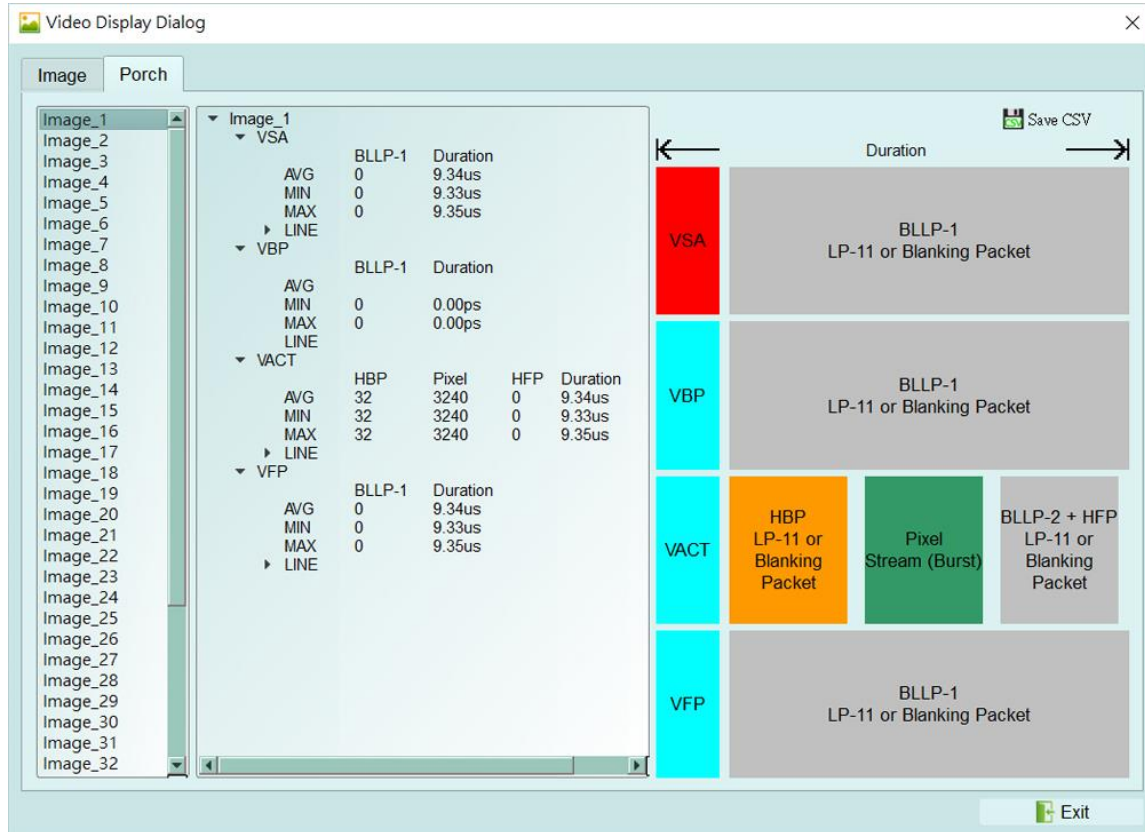 Video Display Dialog
Image Porch
Image_1
Image_2
Image_3
Image_4
Image_5
Image_6
Image_7
Image_8
Image_9
Image_10
Image_11
Image_12
Image_13
Image_14
Image_15
Image_16
Image_17
Image_18
Image_19
Image_20
Image_21
Image_22
Image_23
Image_24
Image_25
Image_26
Image_27
Image_28
Image_29
Image_30
Image_31
Image_32
Image_1
VSA
BLLP-1 Duration
AVG 0 9.34us
MIN 0 9.33us
MAX 0 9.35us
LINE
VBP
BLLP-1 Duration
AVG
MIN 0 0.00ps
MAX 0 0.00ps
LINE
VACT
HBP Pixel HFP Duration
AVG 32 3240 0 9.34us
MIN 32 3240 0 9.33us
MAX 32 3240 0 9.35us
LINE
VFP
BLLP-1 Duration
AVG 0 9.34us
MIN 0 9.33us
MAX 0 9.35us
LINE
CSV Save CSV
Duration
VSA
BLLP-1
LP-11 or Blanking Packet
VBP
BLLP-1
LP-11 or Blanking Packet
VACT
HBP
LP-11 or
Blanking
Packet
Pixel
Stream (Burst)
BLLP-2 + HFP
LP-11 or
Blanking
Packet
VFP
BLLP-1
LP-11 or Blanking Packet
Exit